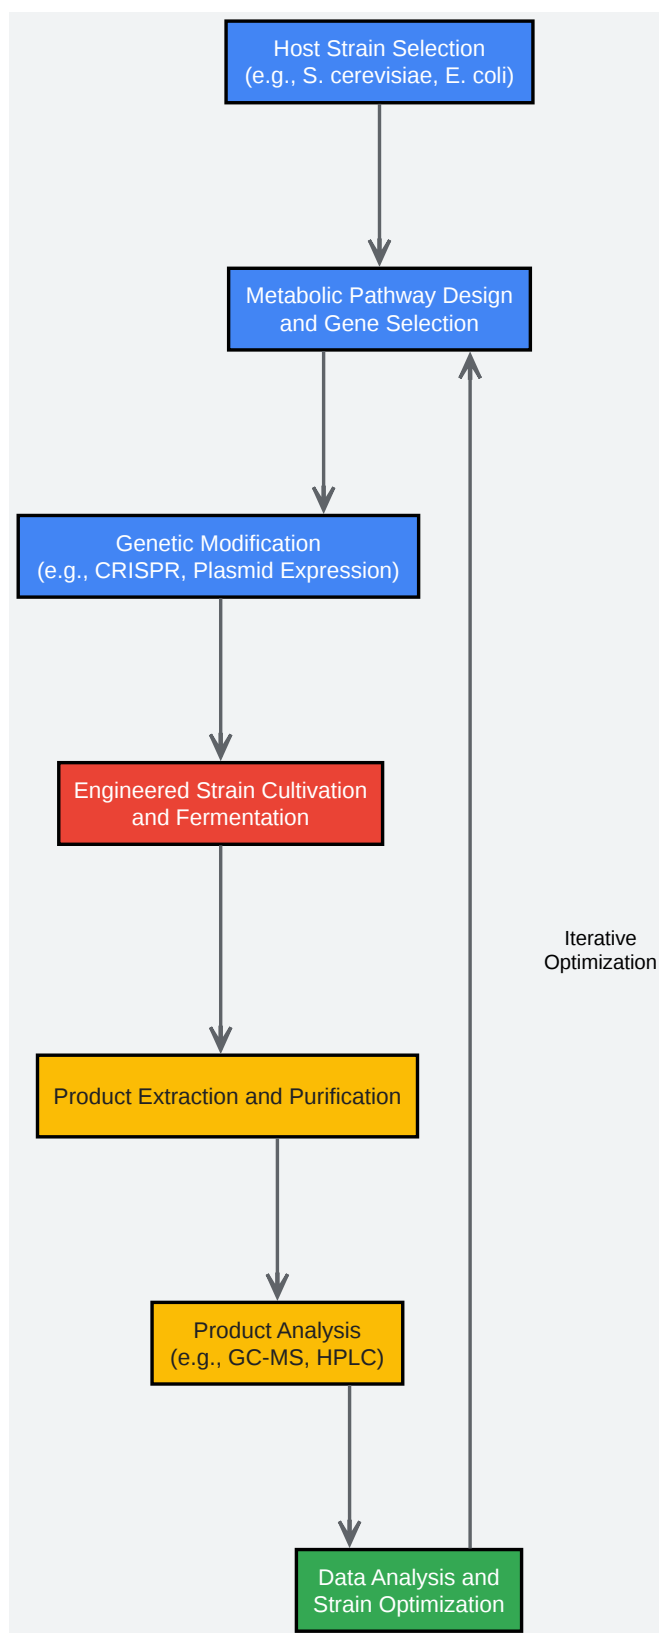 Host Strain Selection
(e.g., S. cerevisiae, E. coli)
Metabolic Pathway Design
and Gene Selection
Genetic Modification
(e.g., CRISPR, Plasmid Expression)
Engineered Strain Cultivation
and Fermentation
Iterative
Optimization
Product Extraction and Purification
Product Analysis
(e.g., GC-MS, HPLC)
Data Analysis and
Strain Optimization